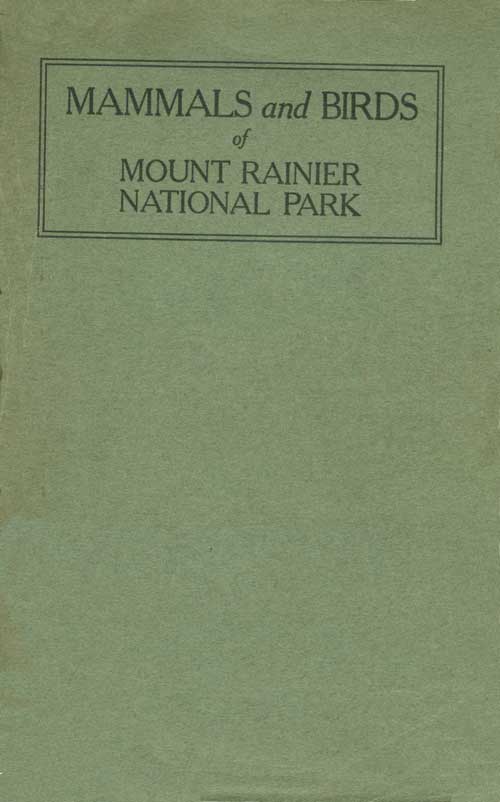 MAMMALS and BIRDS
of
MOUNT RAINIER
NATIONAL PARK